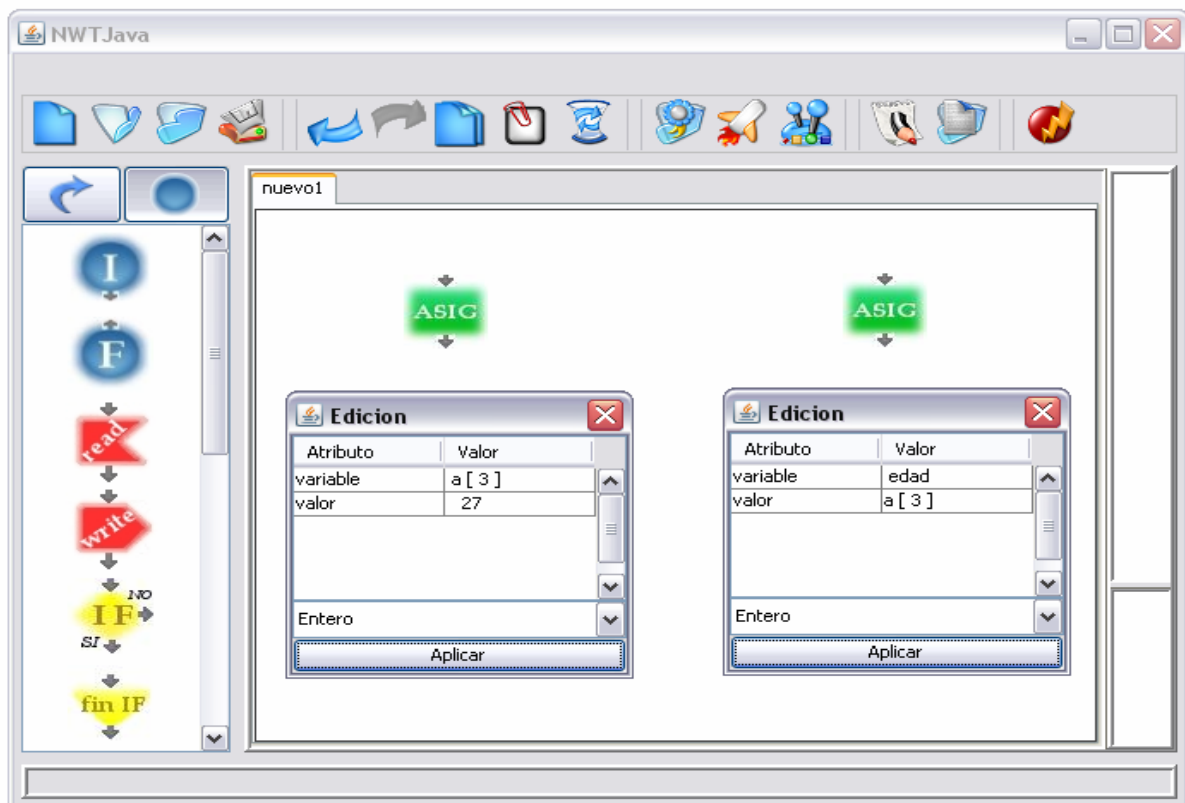 NWTJava
nuevo1
I
F
read
write
IF
NO
SI
fin IF
ASIG
ASIG
Edicion
Atributo Valor
variable a [ 3 ]
valor 27
Entero
Aplicar
Edicion
Atributo Valor
variable edad
valor a [ 3 ]
Entero
Aplicar